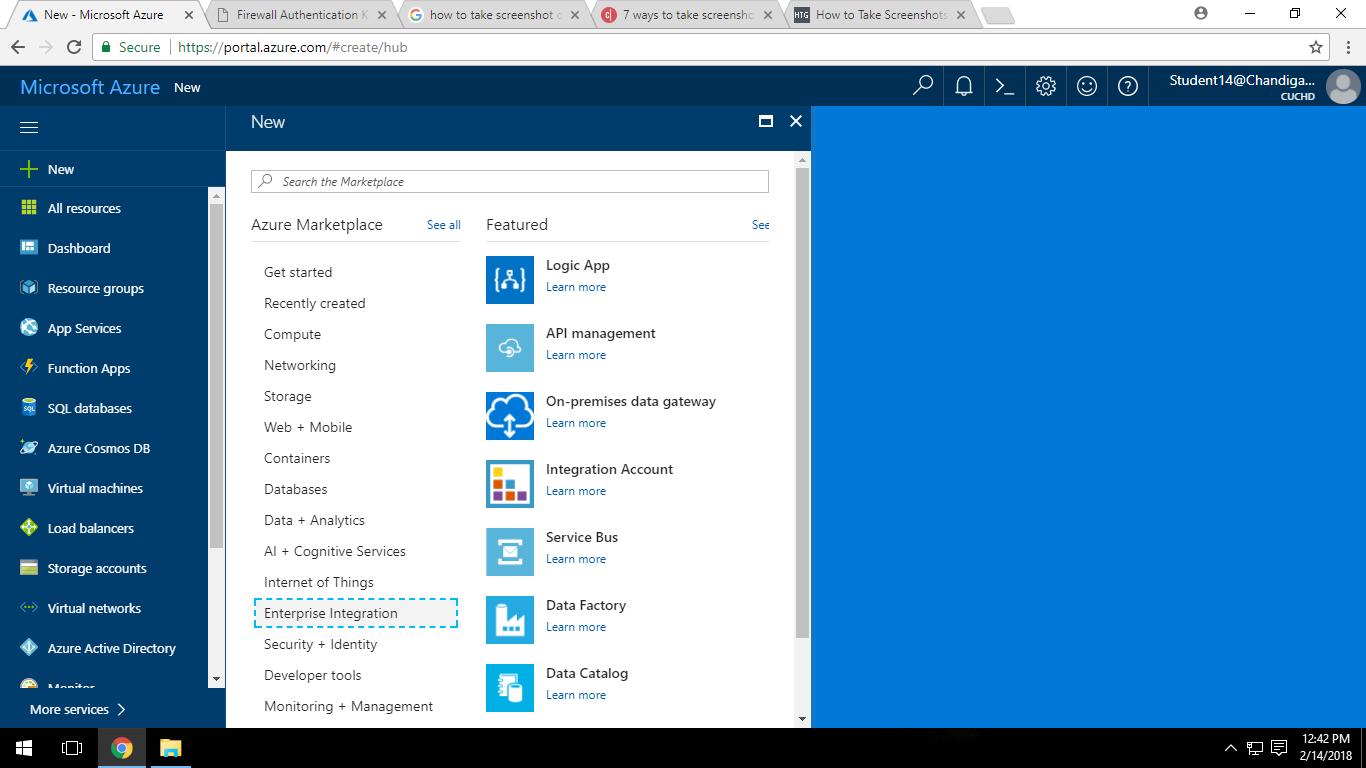 New - Microsoft Azure
Firewall Authentication K
how to take screenshot o
7 ways to take screensho
HTG
How to Take Screenshots
Secure
https://portal.azure.com/#create/hub
Microsoft Azure
New
Student14@Chandiga...
CUCHD
New
All resources
Dashboard
Resource groups
App Services
Function Apps
SQL
SQL databases
Azure Cosmos DB
Virtual machines
Load balancers
Storage accounts
Virtual networks
Azure Active Directory
Monitor
More services
New
Search the Marketplace
Azure Marketplace
See all
Get started
Recently created
Compute
Networking
Storage
Web + Mobile
Containers
Databases
Data + Analytics
AI + Cognitive Services
Internet of Things
Enterprise Integration
Security + Identity
Developer tools
Monitoring + Management
Featured
See
Logic App
Learn more
API management
Learn more
On-premises data gateway
Learn more
Integration Account
Learn more
Service Bus
Learn more
Data Factory
Learn more
Data Catalog
Learn more
12:42 PM
2/14/2018